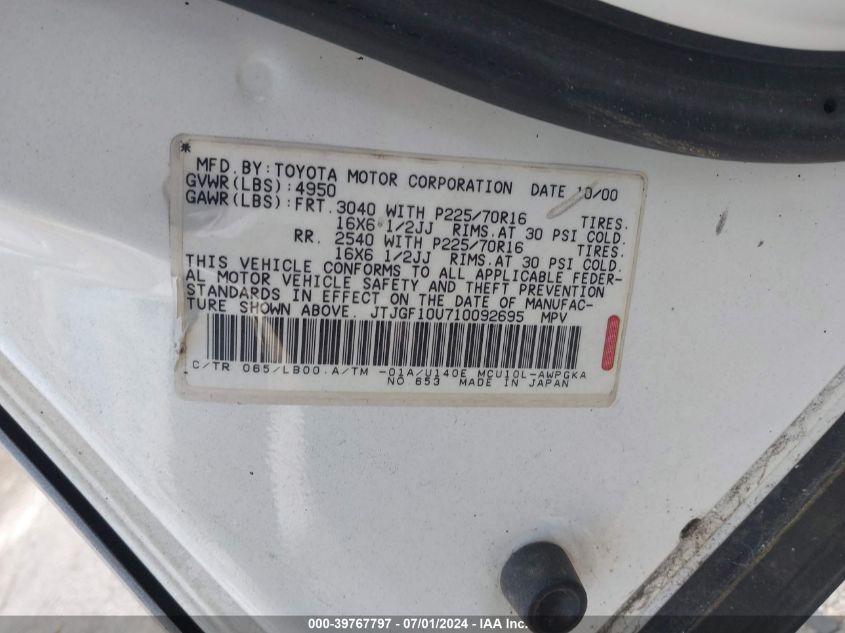 *
MFD.BY:TOYOTA MOTOR CORPORATION DATE 10/00
GVWR(LBS):4950
GAWR(LBS):FRT.3040 WITH P225/70R16 TIRES.
16X6 1/2JJ RIMS.AT 30 PSI COLD.
RR. 2540 WITH P225/70R16 TIRES.
16X6 1/2JJ RIMS.AT 30 PSI COLD.
THIS VEHICLE CONFORMS TO ALL APPLICABLE FEDER-
AL MOTOR VEHICLE SAFETY AND THEFT PREVENTION
STANDARDS IN EFFECT ON THE DATE OF MANUFAC-
TURE SHOWN ABOVE. JTJGF10U710092695 MPV
C/TR 065/LB00.A/TM -01A/U140E MCU10L-AWPGKA
NO 653 MADE IN JAPAN
000-39767797 - 07/01/2024 - IAAI.com